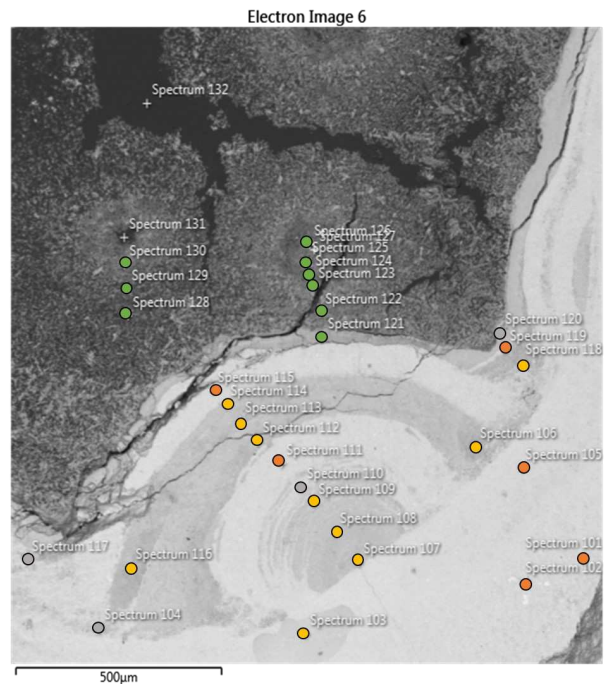 Electron Image 6
Spectrum 132
Spectrum 131
Spectrum 126
Spectrum 127
Spectrum 125
Spectrum 130
Spectrum 124
Spectrum 129
Spectrum 123
Spectrum 128
Spectrum 122
Spectrum 121
Spectrum 120
Spectrum 119
Spectrum 118
Spectrum 115
Spectrum 114
Spectrum 113
Spectrum 112
Spectrum 106
Spectrum 111
Spectrum 105
Spectrum 110
Spectrum 109
Spectrum 108
Spectrum 117
Spectrum 101
Spectrum 107
Spectrum 116
Spectrum 102
Spectrum 104
Spectrum 103
500μm